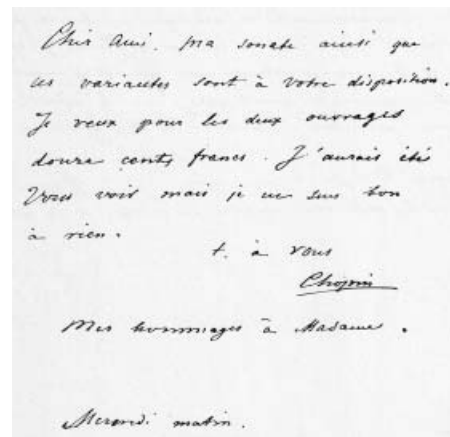 Cher ami. Ma sonate ainsi que
les variantes sont à votre disposition.
Je veux pour les deux ouvrages
douze cents francs. J'aurais été
Vous voir mais je ne suis bon
à rien.
t. à vous
Chopin
Mes hommages à Madame.
Mercredi matin.